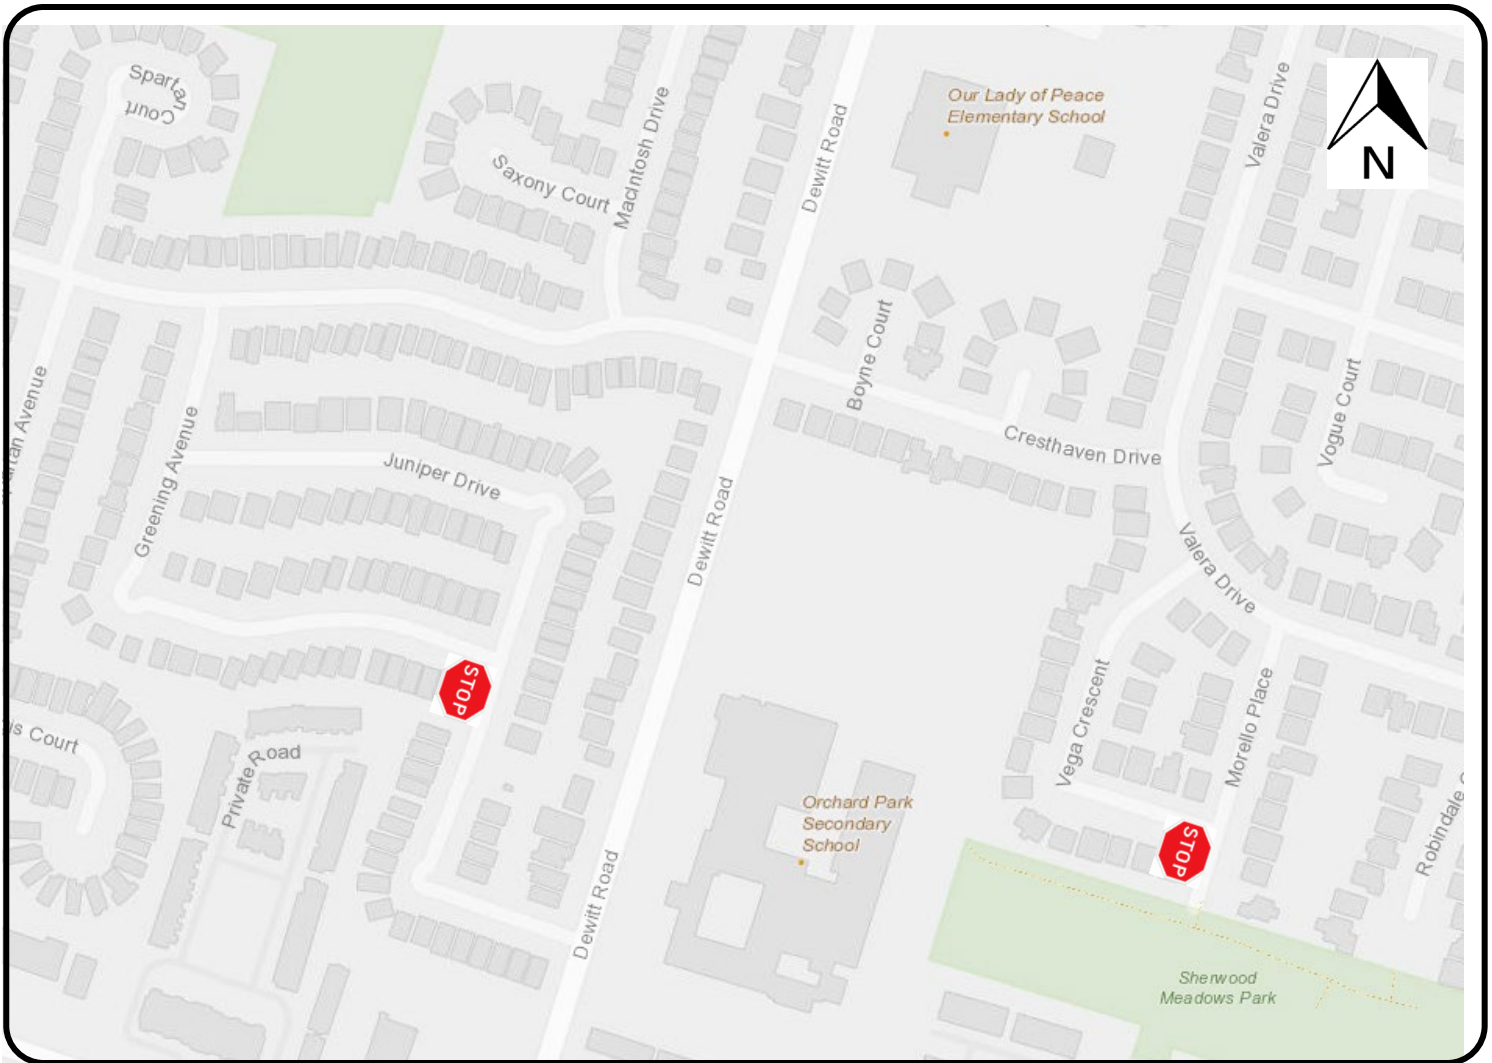 Spartan
Court
Our Lady of Peace
Elementary School
Valera Drive
N
MacIntosh Drive
Dewitt Road
Saxony Court
Boyne Court
Vogue Court
Cresthaven Drive
Greening Avenue
Juniper Drive
Dewitt Road
Valera Drive
STOP
Vega Crescent
Morello Place
Court
Private Road
Orchard Park
Secondary
School
STOP
Robindale
Dewitt Road
Sherwood
Meadows Park
Avenue